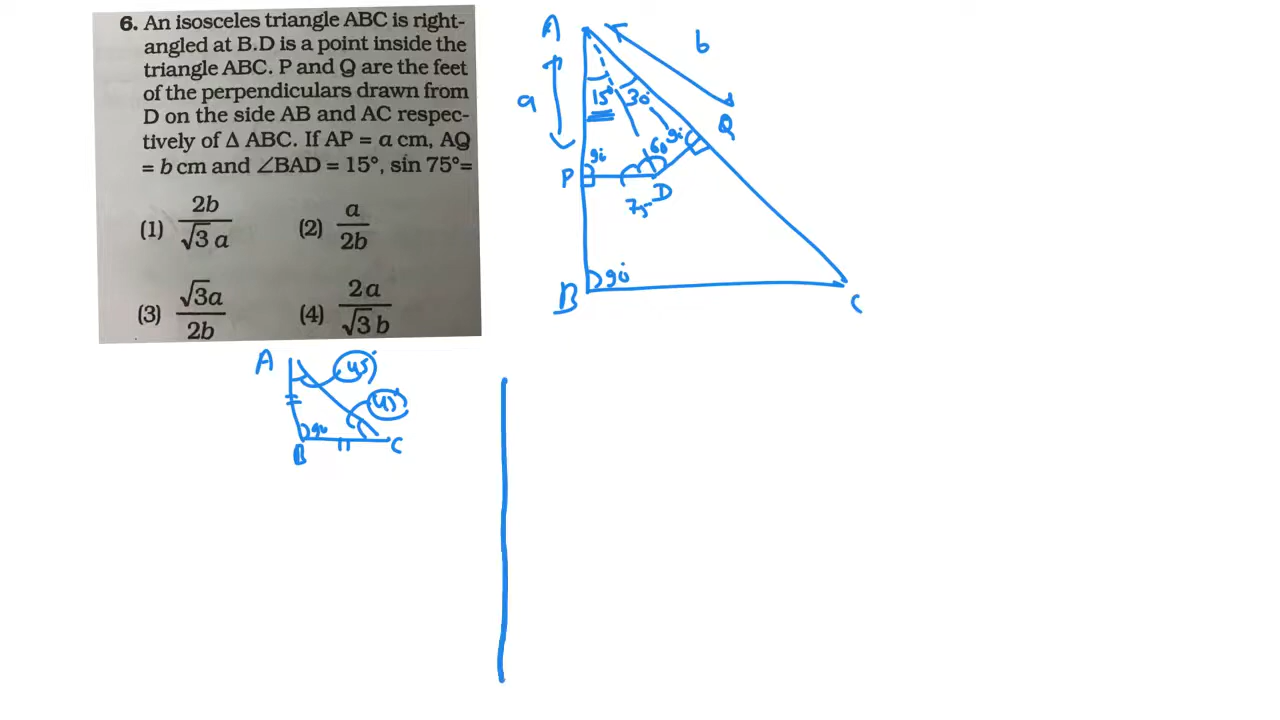 6. An isosceles triangle ABC is right-
angled at B.D is a point inside the
triangle ABC. P and Q are the feet
of the perpendiculars drawn from
D on the side AB and AC respec-
tively of Δ ABC. If AP = a cm, AQ
= b cm and ∠BAD = 15°, sin 75°=
(1) 2b/√3 a (2) a/2b
(3) √3a/2b (4) 2a/√3 b
A
b
a
15° 30
Q
90 60 90
P
D
75
B
90°
C
A
45°
45°
90
B
C